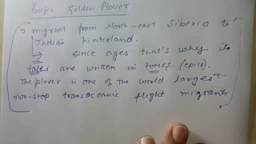 Pacific Golden Plover
→ migrant from North-east Siberia to
Indian hinterland.
→ since ages that's why its
tales are written in (epics).
The plover is one of the world largest
non-stop transoceanic flight migrants